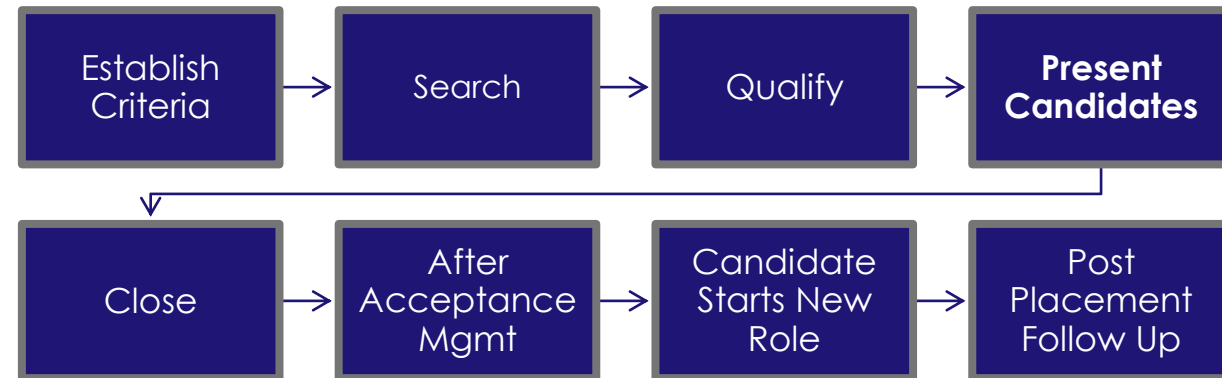 Establish
Criteria
Search
Qualify
Present
Candidates
Close
After
Acceptance
Mgmt
Candidate
Starts New
Role
Post
Placement
Follow Up